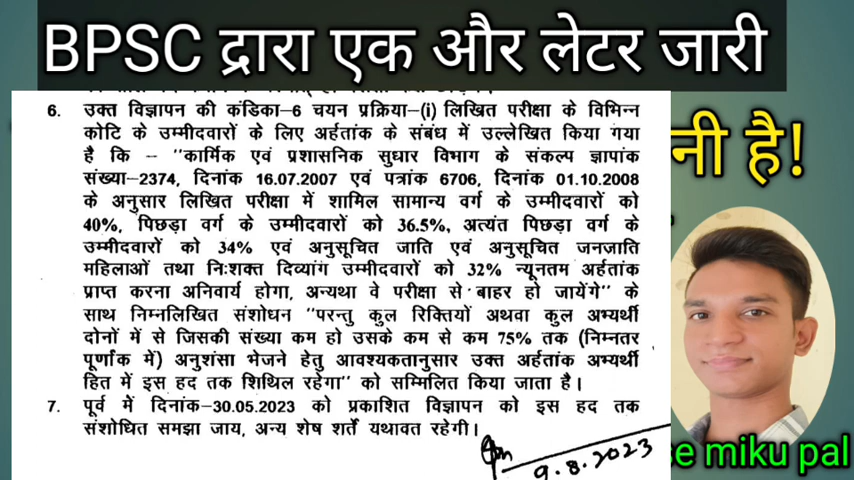 BPSC द्वारा एक और लेटर जारी
6. उक्त विज्ञापन की कंडिका–6 चयन प्रक्रिया–(i) लिखित परीक्षा के विभिन्न
कोटि के उम्मीदवारों के लिए अर्हतांक के संबंध में उल्लेखित किया गया
है कि – "कार्मिक एवं प्रशासनिक सुधार विभाग के संकल्प ज्ञापांक
संख्या–2374, दिनांक 16.07.2007 एवं पत्रांक 6706, दिनांक 01.10.2008
के अनुसार लिखित परीक्षा में शामिल सामान्य वर्ग के उम्मीदवारों को
40%, पिछड़ा वर्ग के उम्मीदवारों को 36.5%, अत्यंत पिछड़ा वर्ग के
उम्मीदवारों को 34% एवं अनुसूचित जाति एवं अनुसूचित जनजाति
महिलाओं तथा निःशक्त दिव्यांग उम्मीदवारों को 32% न्यूनतम अर्हतांक
प्राप्त करना अनिवार्य होगा, अन्यथा वे परीक्षा से बाहर हो जायेंगे" के
साथ निम्नलिखित संशोधन "परन्तु कुल रिक्तियों अथवा कुल अभ्यर्थी
दोनों में से जिसकी संख्या कम हो उसके कम से कम 75% तक (निम्नतर
पूर्णांक में) अनुशंसा भेजने हेतु आवश्यकतानुसार उक्त अर्हतांक अभ्यर्थी
हित में इस हद तक शिथिल रहेगा" को सम्मिलित किया जाता है।
7. पूर्व में दिनांक–30.05.2023 को प्रकाशित विज्ञापन को इस हद तक
संशोधित समझा जाय, अन्य शेष शर्तें यथावत रहेगी।
9.8.2023
नी है!
se miku pal